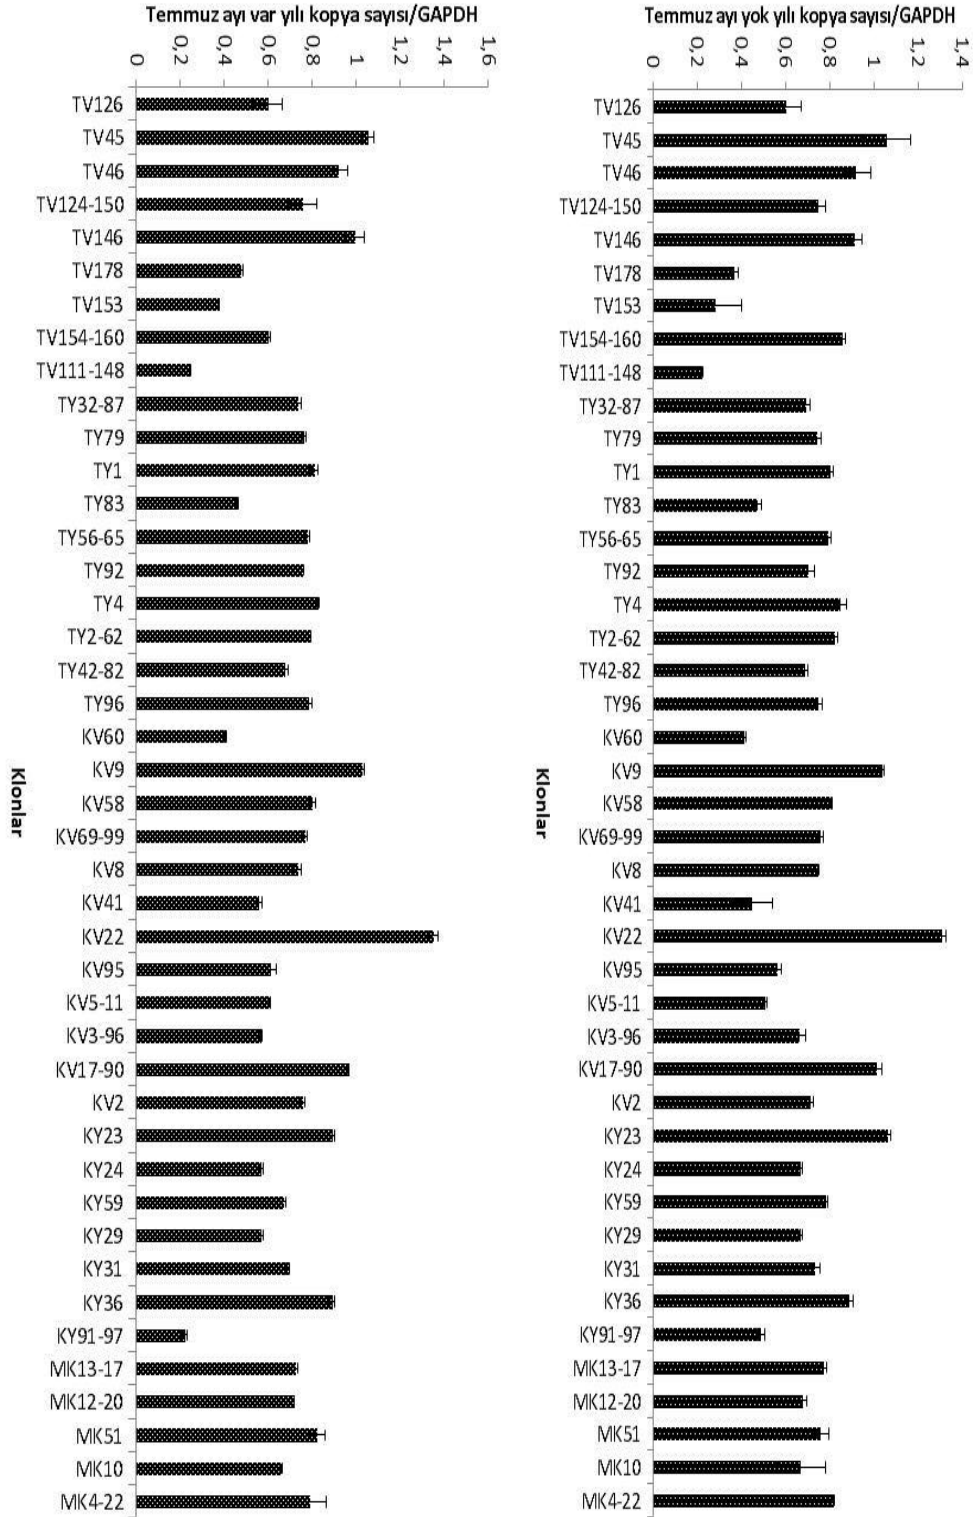 Temmuz ayı var yılı kopya sayısı/GAPDH
0 0,2 0,4 0,6 0,8 1 1,2 1,4 1,6
TV126
TV45
TV46
TV124-150
TV146
TV178
TV153
TV154-160
TV111-148
TY32-87
TY79
TY1
TY83
TY56-65
TY92
TY4
TY2-62
TY42-82
TY96
KV60
KV9
KV58
KV69-99
KV8
KV41
KV22
KV95
KV5-11
KV3-96
KV17-90
KV2
KY23
KY24
KY59
KY29
KY31
KY36
KY91-97
MK13-17
MK12-20
MK51
MK10
MK4-22
Klonlar
Temmuz ayı yok yılı kopya sayısı/GAPDH
0 0,2 0,4 0,6 0,8 1 1,2 1,4
TV126
TV45
TV46
TV124-150
TV146
TV178
TV153
TV154-160
TV111-148
TY32-87
TY79
TY1
TY83
TY56-65
TY92
TY4
TY2-62
TY42-82
TY96
KV60
KV9
KV58
KV69-99
KV8
KV41
KV22
KV95
KV5-11
KV3-96
KV17-90
KV2
KY23
KY24
KY59
KY29
KY31
KY36
KY91-97
MK13-17
MK12-20
MK51
MK10
MK4-22
Klonlar